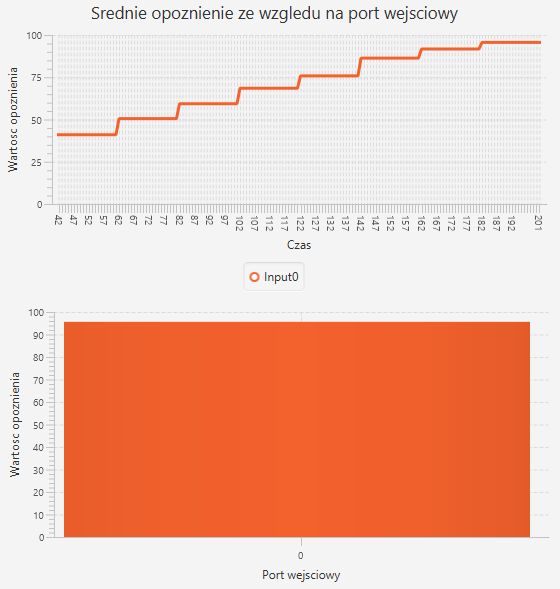 Srednie opoznienie ze wzgledu na port wejsciowy
Wartosc opoznienia
100
75
50
25
0
42 47 52 57 62 67 72 77 82 87 92 97 102 107 112 117 122 127 132 137 142 147 152 157 162 167 172 177 182 187 192 201
Czas
Input0
Wartosc opoznienia
100
90
80
70
60
50
40
30
20
10
0
0
Port wejsciowy